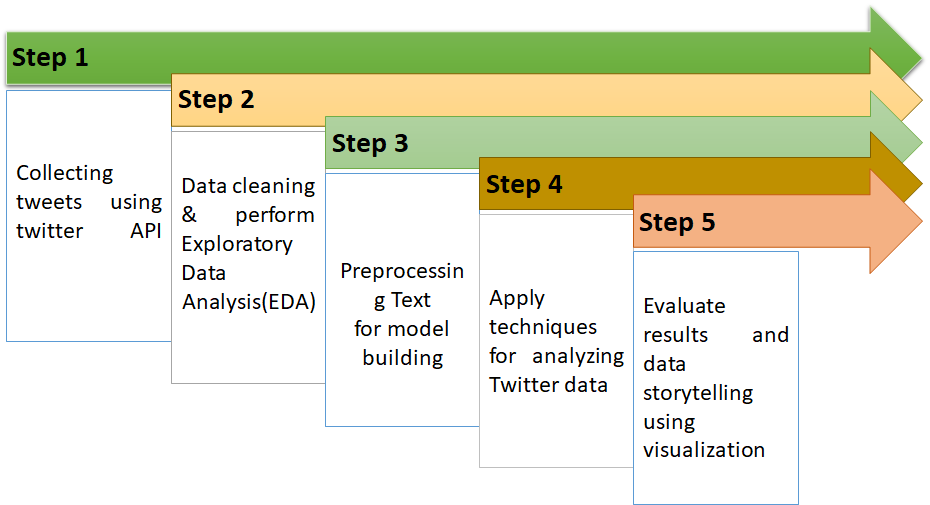 Step 1
Collecting
tweets using
twitter API
Step 2
Data cleaning
& perform
Exploratory
Data
Analysis(EDA)
Step 3
Preprocessin
g Text
for model
building
Step 4
Apply
techniques
for analyzing
Twitter data
Step 5
Evaluate
results and
data
storytelling
using
visualization